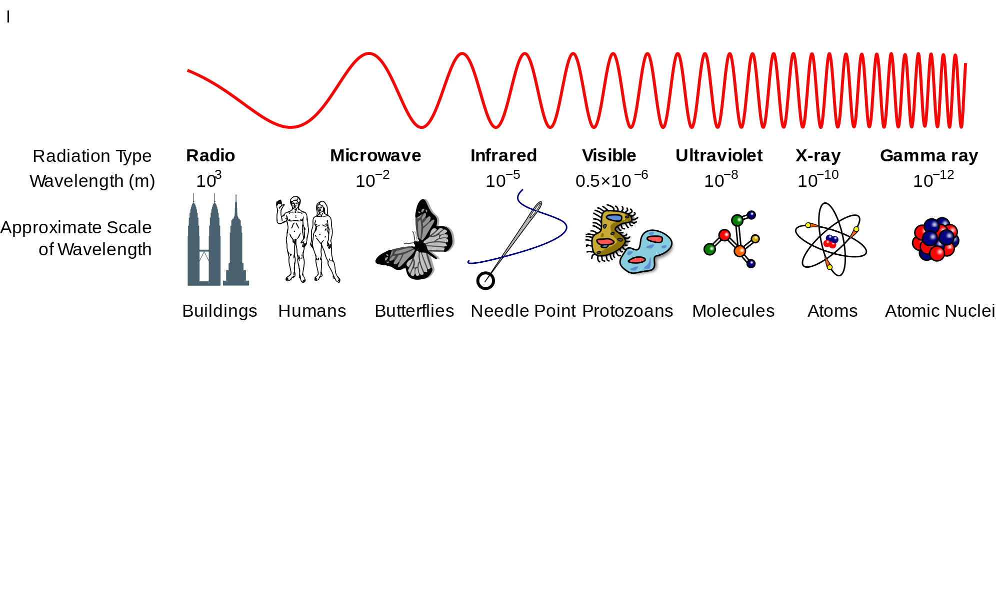 I
Radiation Type Radio Microwave Infrared Visible Ultraviolet X-ray Gamma ray
Wavelength (m) 10³ 10⁻² 10⁻⁵ 0.5×10⁻⁶ 10⁻⁸ 10⁻¹⁰ 10⁻¹²
Approximate Scale
of Wavelength
Buildings Humans Butterflies Needle Point Protozoans Molecules Atoms Atomic Nuclei